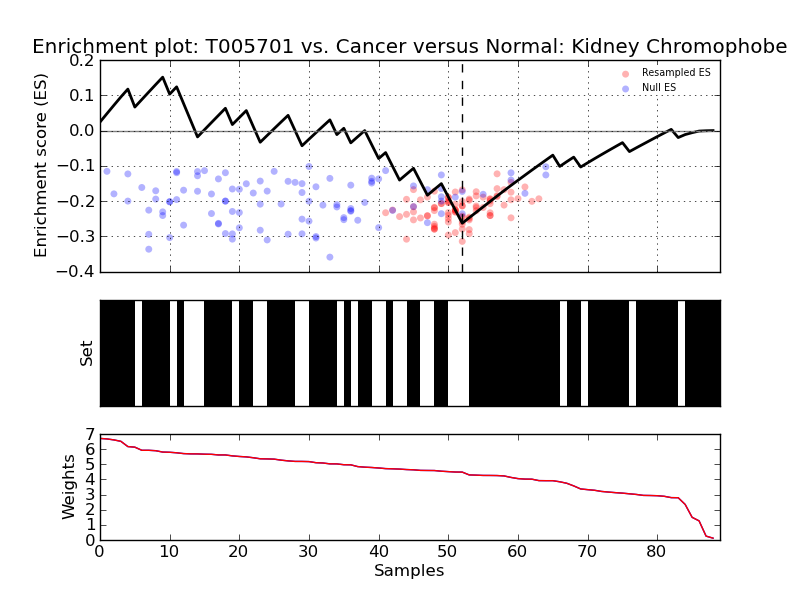 Enrichment plot: T005701 vs. Cancer versus Normal: Kidney Chromophobe
Enrichment score (ES)
0.2
0.1
0.0
−0.1
−0.2
−0.3
−0.4
Resampled ES
Null ES
Set
Weights
7
6
5
4
3
2
1
0
0 10 20 30 40 50 60 70 80
Samples